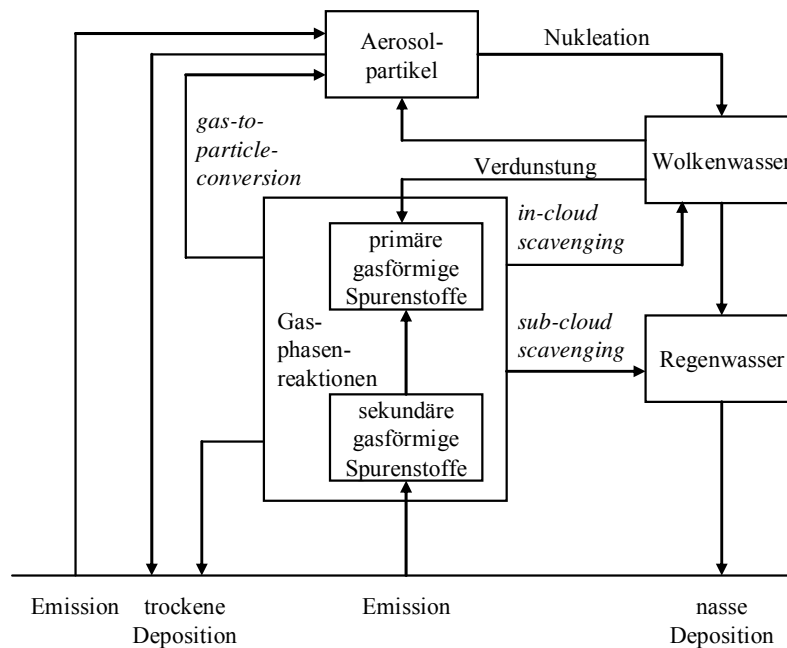 Aerosol-
partikel
Nukleation
gas-to-
particle-
conversion
Wolkenwasser
Verdunstung
in-cloud
scavenging
primäre
gasförmige
Spurenstoffe
Gas-
phasen-
reaktionen
sub-cloud
scavenging
Regenwasser
sekundäre
gasförmige
Spurenstoffe
Emission
trockene
Deposition
Emission
nasse
Deposition